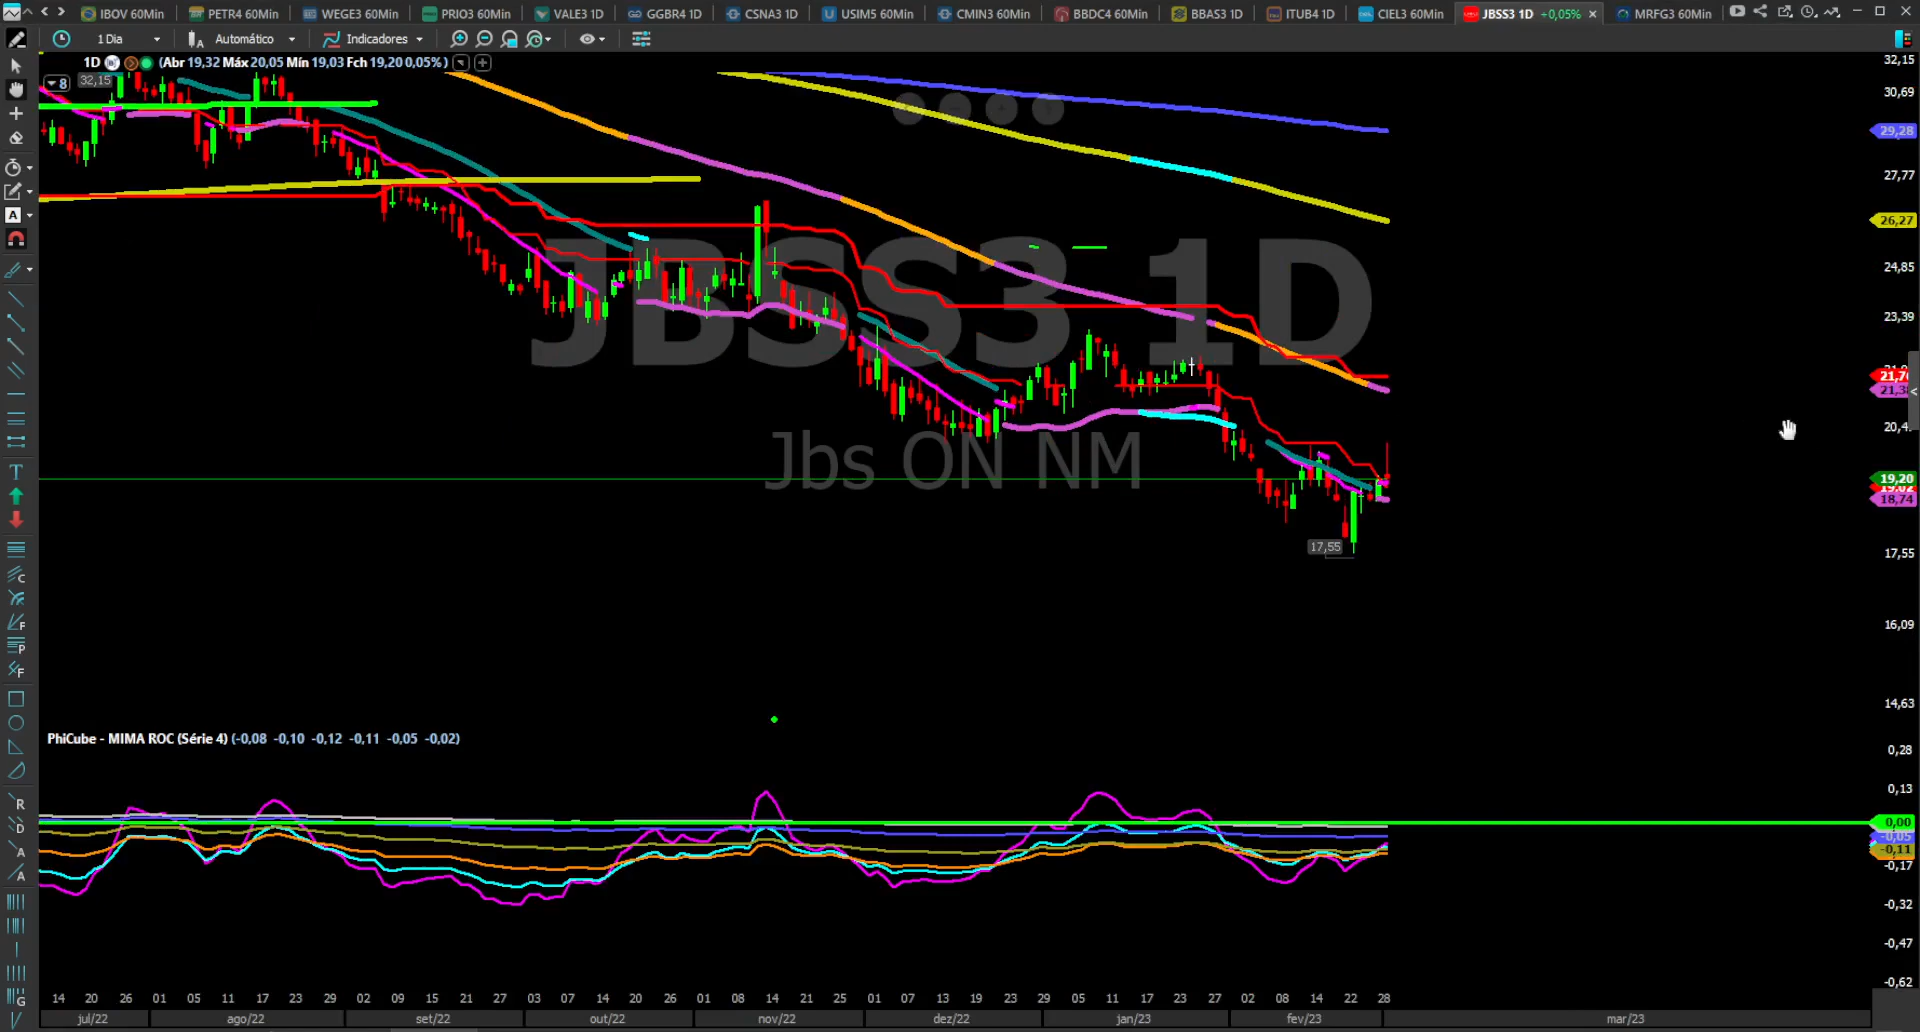 IBOV 60Min PETR4 60Min WEGE3 60Min PRIO3 60Min VALE3 1D GGBR4 1D CSNA3 1D USIM5 60Min CMIN3 60Min BBDC4 60Min BBAS3 1D ITUB4 1D CIEL3 60Min JBSS3 1D +0,05% MRFG3 60Min
1 Dia Automático Indicadores
1D (Abr 19,32 Máx 20,05 Mín 19,03 Fch 19,20 0,05% )
8 32,15
32,15
30,69
29,28
27,77
26,27
24,85
23,39
JBSS3 1D
Jbs ON NM
19,20
18,74
17,55
17,55
16,09
14,63
PhiCube - MIMA ROC (Série 4) (-0,08 -0,10 -0,12 -0,11 -0,05 -0,02)
0,28
0,13
0,00
-0,05
-0,11
-0,17
-0,32
-0,47
-0,62
14 20 26 01 05 11 17 23 29 02 09 15 21 27 03 07 14 20 26 01 08 14 21 25 01 07 13 19 23 29 05 11 17 23 27 02 08 14 22 28
jul/22 ago/22 set/22 out/22 nov/22 dez/22 jan/23 fev/23 mar/23